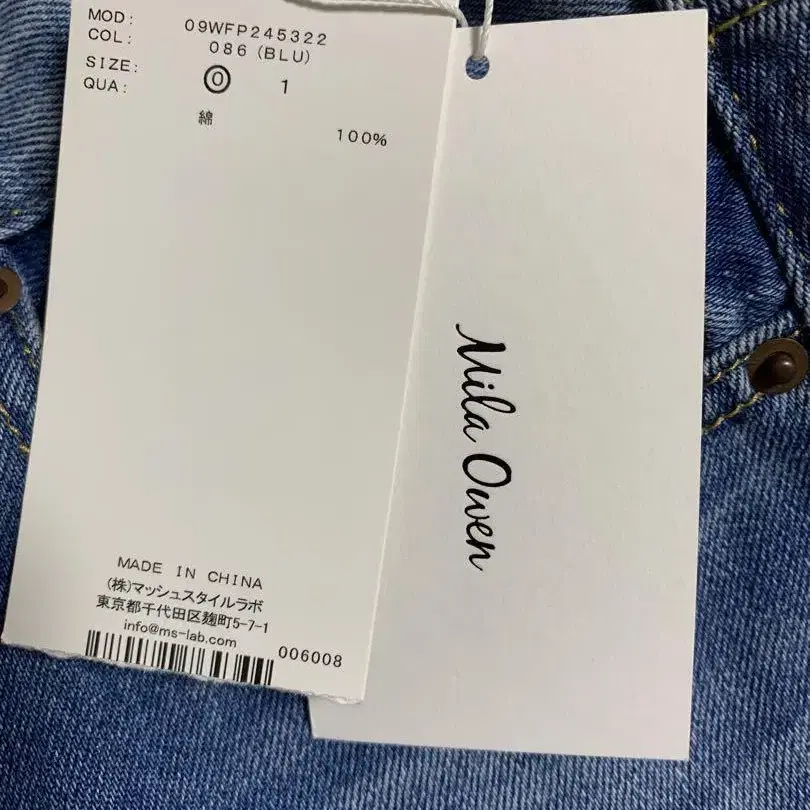 MOD: 09WFP245322
COL: 086 (BLU)
SIZE: 0 1
QUA:
綿 100%
MADE IN CHINA
(株)マッシュスタイルラボ
東京都千代田区麹町5-7-1
info@ms-lab.com
006008
Mila Owen